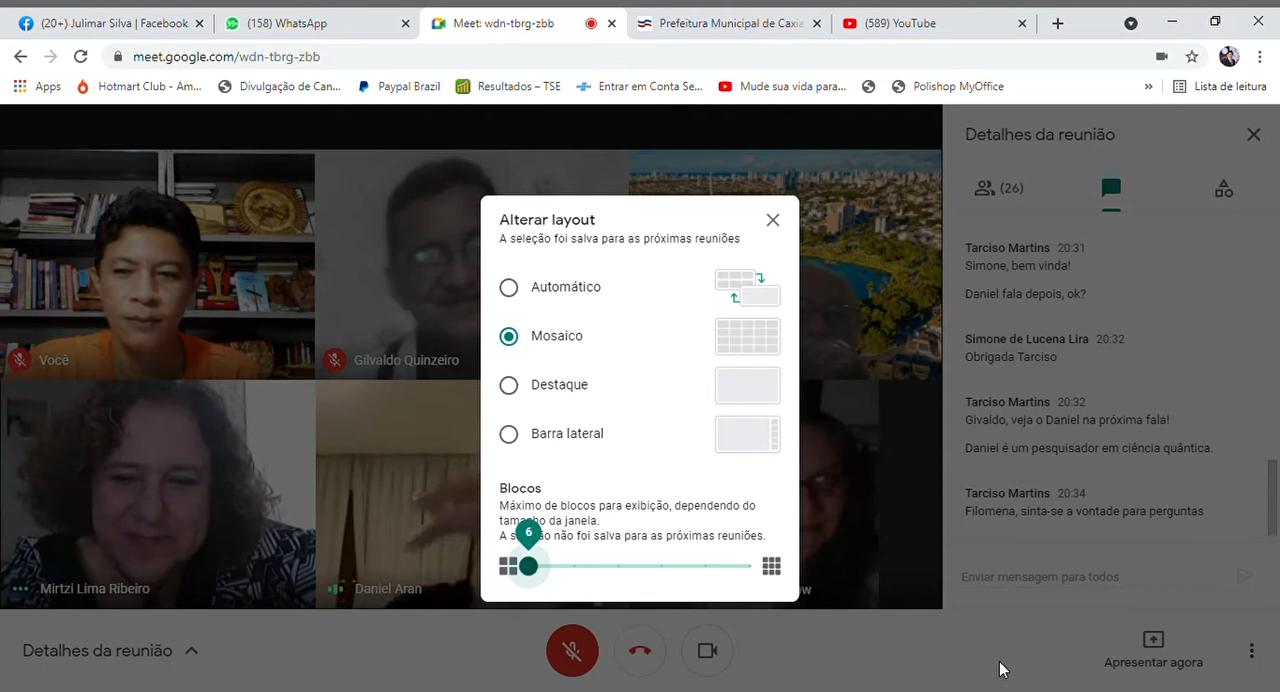 (20+) Julimar Silva | Facebook
99+
(158) WhatsApp
Meet: wdn-tbrg-zbb
Prefeitura Municipal de Caxia
(589) YouTube
meet.google.com/wdn-tbrg-zbb
Apps
Hotmart Club - Am...
Divulgação de Can...
Paypal Brazil
Resultados – TSE
Entrar em Conta Se...
Mude sua vida para...
Polishop MyOffice
»
Lista de leitura
Você
Gilvaldo Quinzeiro
Mirtzi Lima Ribeiro
Daniel Aran
Alterar layout
A seleção foi salva para as próximas reuniões
Automático
Mosaico
Destaque
Barra lateral
Blocos
Máximo de blocos para exibição, dependendo do
tamanho da janela.
A seleção não foi salva para as próximas reuniões.
6
Detalhes da reunião
(26)
Tarciso Martins 20:31
Simone, bem vinda!
Daniel fala depois, ok?
Simone de Lucena Lira 20:32
Obrigada Tarciso
Tarciso Martins 20:32
Givaldo, veja o Daniel na próxima fala!
Daniel é um pesquisador em ciência quântica.
Tarciso Martins 20:34
Filomena, sinta-se a vontade para perguntas
Enviar mensagem para todos
Detalhes da reunião
Apresentar agora